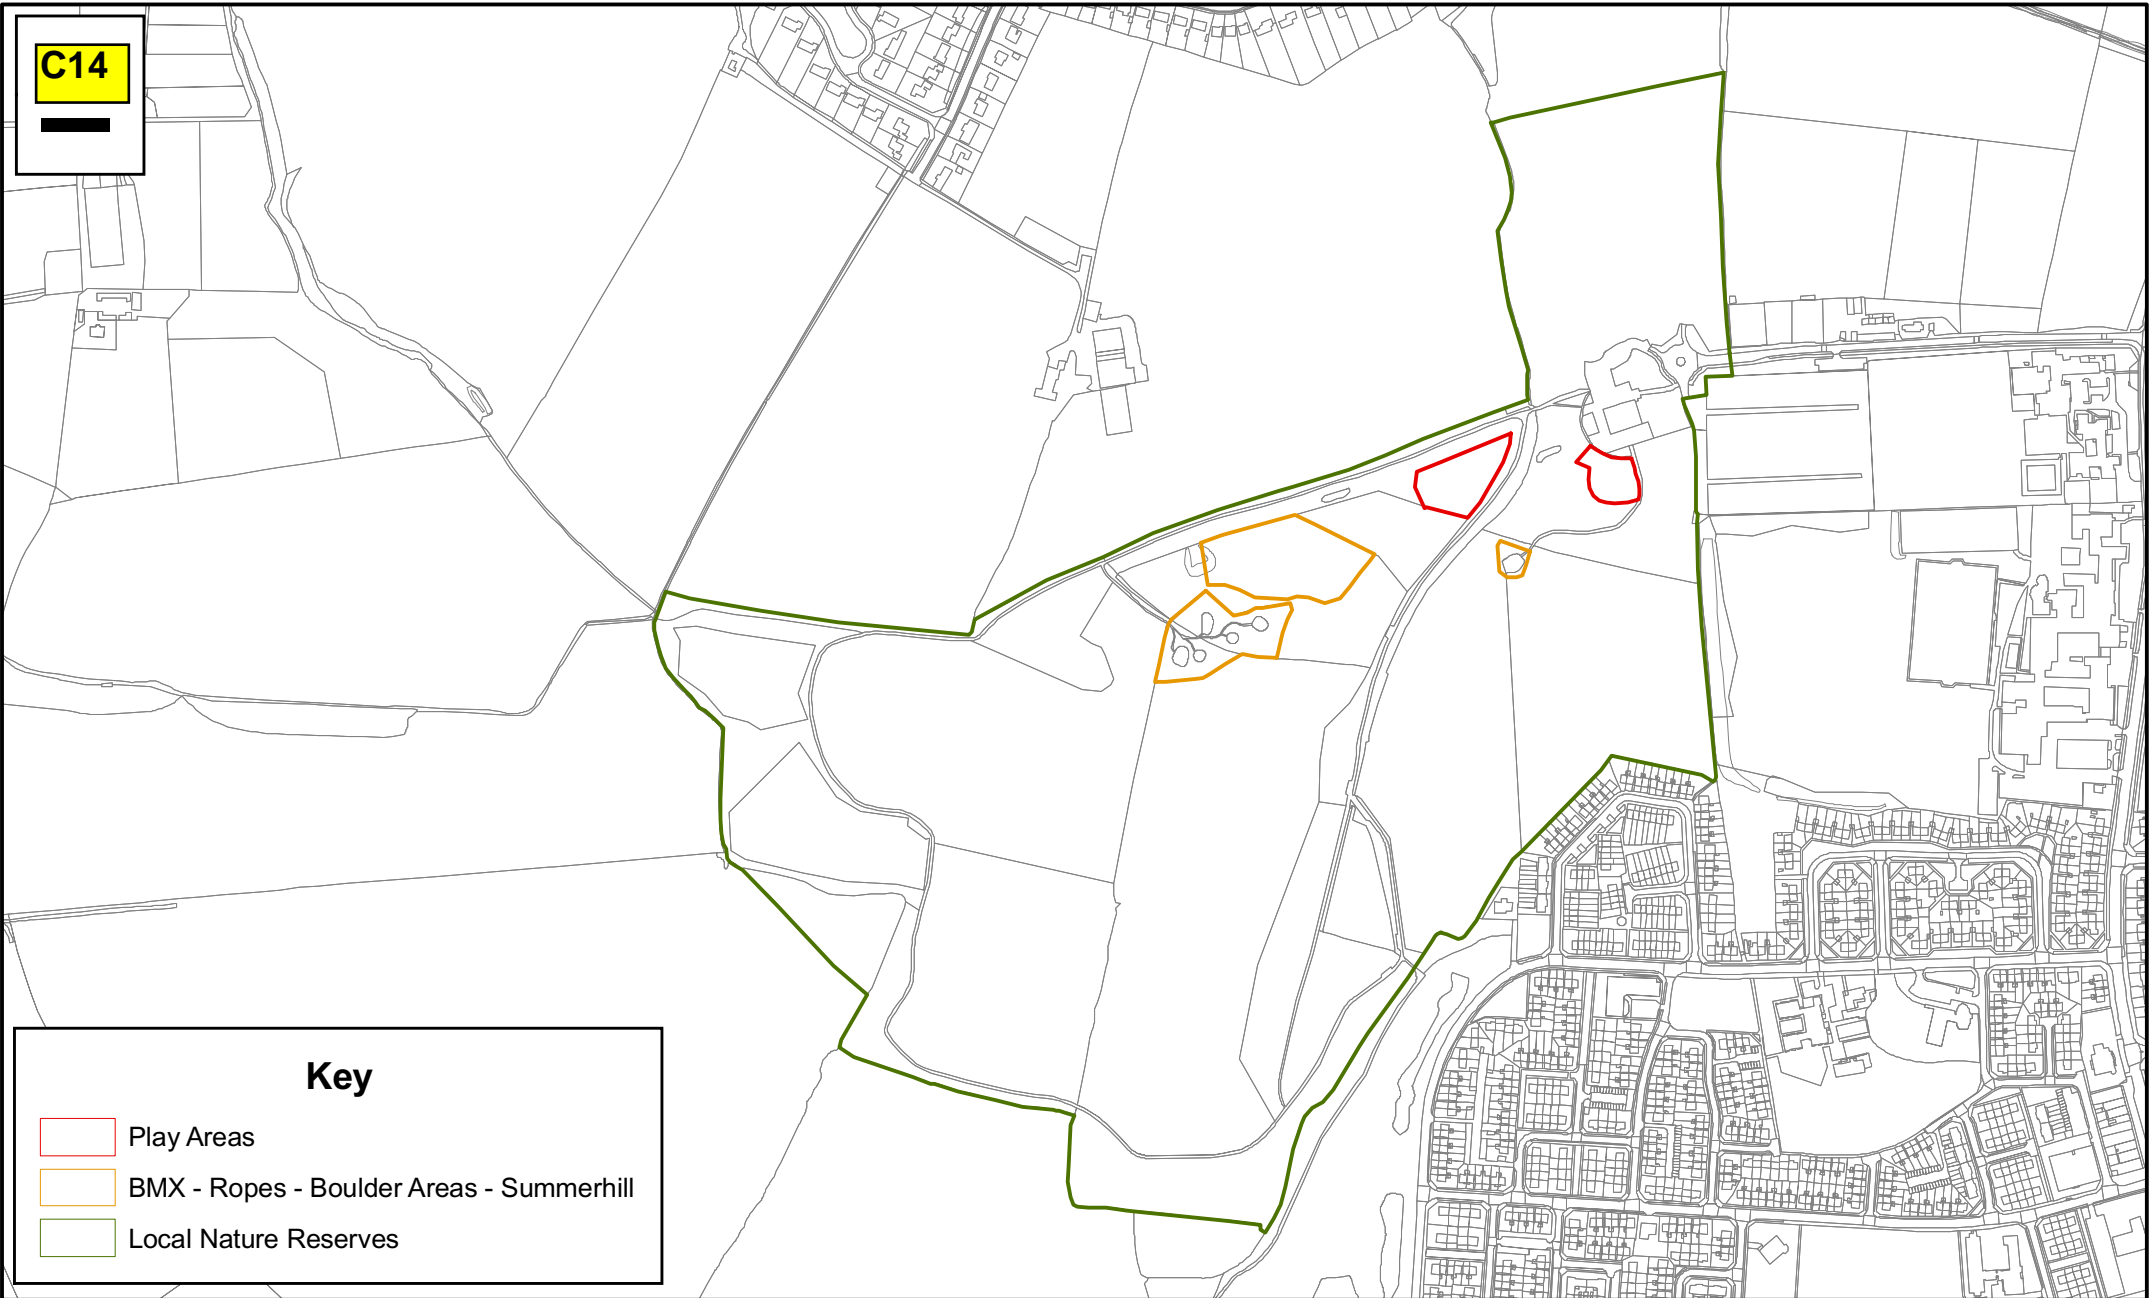 C14
Key
Play Areas
BMX - Ropes - Boulder Areas - Summerhill
Local Nature Reserves